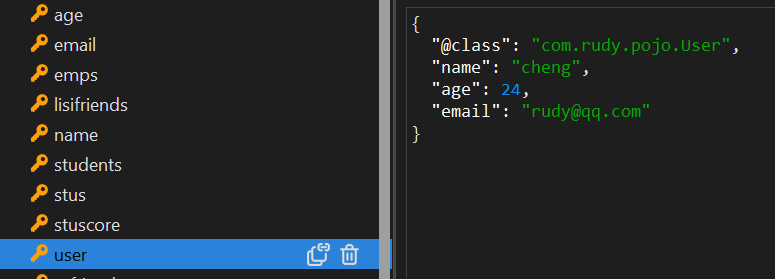 age
email
emps
lisifriends
name
students
stus
stuscore
user
{
"@class": "com.rudy.pojo.User",
"name": "cheng",
"age": 24,
"email": "rudy@qq.com"
}